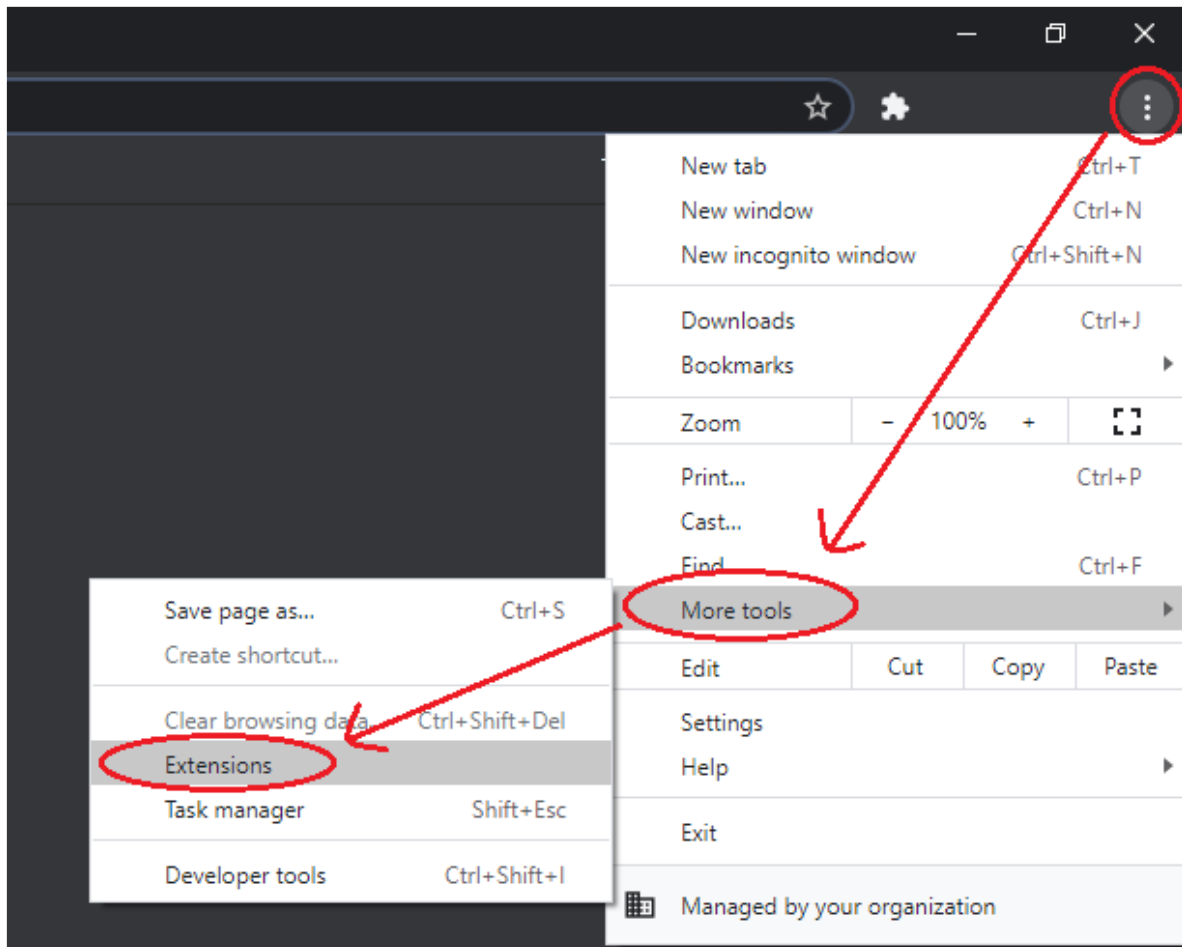 New tab Ctrl+T
New window Ctrl+N
New incognito window Ctrl+Shift+N
Downloads Ctrl+J
Bookmarks
Zoom - 100% +
Print... Ctrl+P
Cast...
Find... Ctrl+F
More tools
Edit Cut Copy Paste
Settings
Help
Exit
Managed by your organization
Save page as... Ctrl+S
Create shortcut...
Clear browsing data... Ctrl+Shift+Del
Extensions
Task manager Shift+Esc
Developer tools Ctrl+Shift+I